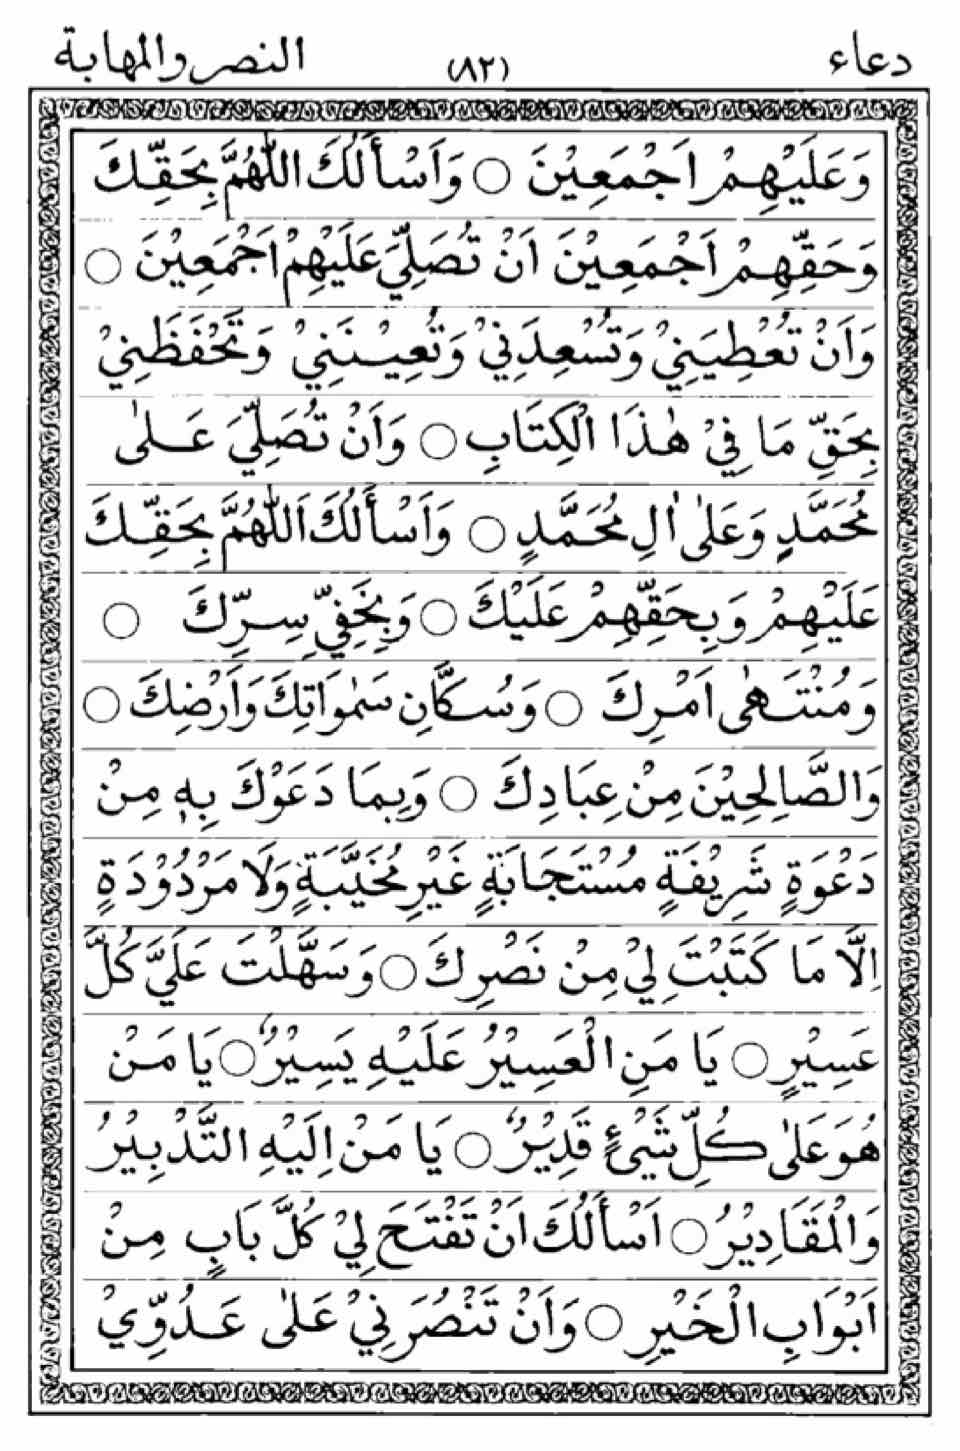 دعاء (٨٢) النصر والمهابة
وَعَلَيْهِمْ اَجْمَعِيْنَ ○ وَاَسْأَلُكَ اللّٰهُمَّ بِحَقِّكَ
وَحَقِّهِمْ اَجْمَعِيْنَ اَنْ تُصَلِّيَ عَلَيْهِمْ اَجْمَعِيْنَ ○
وَاَنْ تُعْطِيَنِيْ وَتُسْعِدَنِيْ وَتُعِيْنَنِيْ وَتَحْفَظَنِيْ
بِحَقِّ مَا فِيْ هٰذَا الْكِتَابِ ○ وَاَنْ تُصَلِّيَ عَلٰى
مُحَمَّدٍ وَعَلٰى اٰلِ مُحَمَّدٍ ○ وَاَسْأَلُكَ اَللّٰهُمَّ بِحَقِّكَ
عَلَيْهِمْ وَبِحَقِّهِمْ عَلَيْكَ ○ وَبِخَفِيِّ سِرِّكَ ○
وَمُنْتَهٰى اَمْرِكَ ○ وَسُكَّانِ سَمٰوَاتِكَ وَاَرْضِكَ ○
وَالصَّالِحِيْنَ مِنْ عِبَادِكَ ○ وَبِمَا دَعَوْكَ بِهٖ مِنْ
دَعْوَةٍ شَرِيْفَةٍ مُسْتَجَابَةٍ غَيْرِ مُخَيَّبَةٍ وَلَا مَرْدُوْدَةٍ
اِلَّا مَا كَتَبْتَ لِيْ مِنْ نَصْرِكَ ○ وَسَهَّلْتَ عَلَيَّ كُلَّ
عَسِيْرٍ ○ يَا مَنِ الْعَسِيْرُ عَلَيْهِ يَسِيْرٌ ○ يَا مَنْ
هُوَ عَلٰى كُلِّ شَيْئٍ قَدِيْرٌ ○ يَا مَنْ اِلَيْهِ التَّدْبِيْرُ
وَالْمَقَادِيْرُ ○ اَسْأَلُكَ اَنْ تَفْتَحَ لِيْ كُلَّ بَابٍ مِنْ
اَبْوَابِ الْخَيْرِ ○ وَاَنْ تَنْصُرَنِيْ عَلٰى عَدُوِّيْ